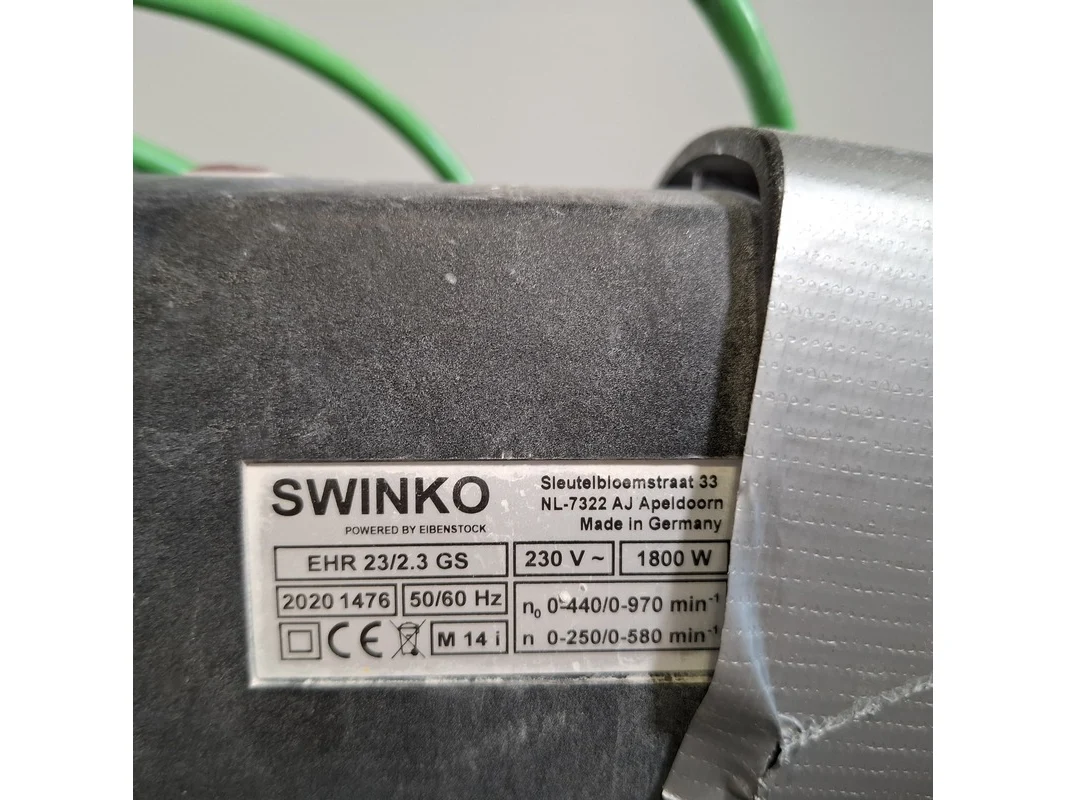 SWINKO
POWERED BY EIBENSTOCK
Sleutelbloemstraat 33
NL-7322 AJ Apeldoorn
Made in Germany
EHR 23/2.3 GS
230 V ~
1800 W
2020 1476
50/60 Hz
n₀ 0-440/0-970 min⁻¹
CE
M 14 i
n 0-250/0-580 min⁻¹